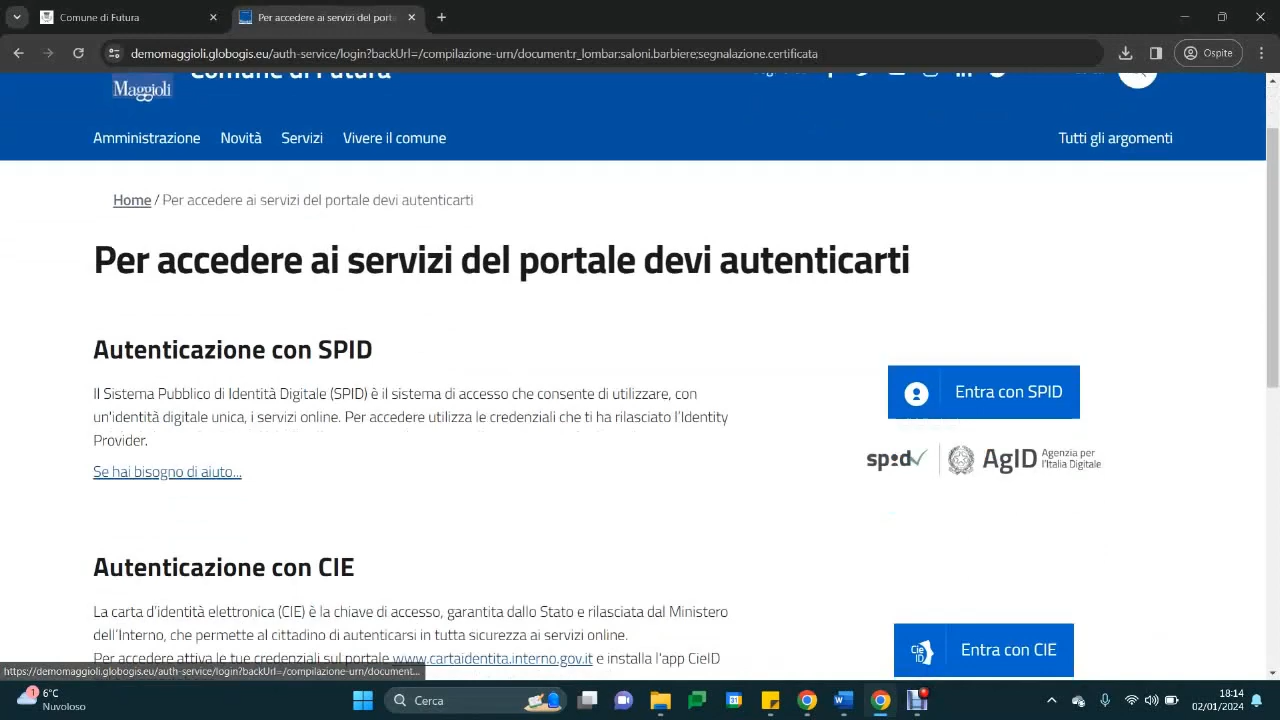 Comune di Futura
Per accedere ai servizi del port
demomaggioli.globogis.eu/auth-service/login?backUrl=/compilazione-urn/document:r_lombar:saloni.barbiere;segnalazione.certificata
Ospite
Comune di Futura
Maggioli
Amministrazione Novità Servizi Vivere il comune Tutti gli argomenti
Home / Per accedere ai servizi del portale devi autenticarti
Per accedere ai servizi del portale devi autenticarti
Autenticazione con SPID
Il Sistema Pubblico di Identità Digitale (SPID) è il sistema di accesso che consente di utilizzare, con
un'identità digitale unica, i servizi online. Per accedere utilizza le credenziali che ti ha rilasciato l'Identity
Provider.
Se hai bisogno di aiuto...
Entra con SPID
spid AgID Agenzia per
l'Italia Digitale
Autenticazione con CIE
La carta d'identità elettronica (CIE) è la chiave di accesso, garantita dallo Stato e rilasciata dal Ministero
dell'Interno, che permette al cittadino di autenticarsi in tutta sicurezza ai servizi online.
Per accedere attiva le tue credenziali sul portale www.cartaidentita.interno.gov.it e installa l'app CieID
Cie
ID
Entra con CIE
https://demomaggioli.globogis.eu/auth-service/login?backUrl=/compilazione-urn/document...
1
6°C
Nuvoloso
Cerca
31
18:14
02/01/2024